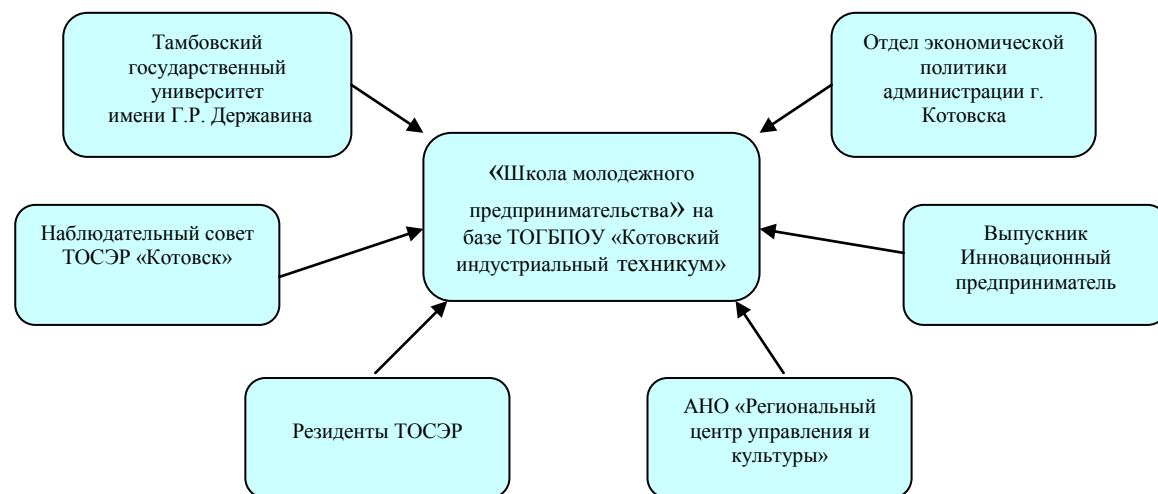 Тамбовский
государственный
университет
имени Г.Р. Державина
Отдел экономической
политики
администрации г.
Котовска
«Школа молодежного
предпринимательства» на
базе ТОГБПОУ «Котовский
индустриальный техникум»
Наблюдательный совет
ТОСЭР «Котовск»
Выпускник
Инновационный
предприниматель
Резиденты ТОСЭР
АНО «Региональный
центр управления и
культуры»